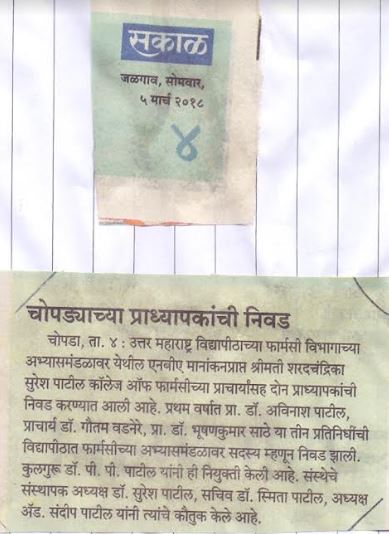 सकाळ
जळगाव, सोमवार,
५ मार्च २०१८
४
चोपड्याच्या प्राध्यापकांची निवड
चोपडा, ता. ४ : उत्तर महाराष्ट्र विद्यापीठाच्या फार्मसी विभागाच्या
अभ्यासमंडळावर येथील एनबीए मानांकनप्राप्त श्रीमती शरदचंद्रिका
सुरेश पाटील कॉलेज ऑफ फार्मसीच्या प्राचार्यांसह दोन प्राध्यापकांची
निवड करण्यात आली आहे. प्रथम वर्षात प्रा. डॉ. अविनाश पाटील,
प्राचार्य डॉ. गौतम वडनेरे, प्रा. डॉ. भूषणकुमार साठे या तीन प्रतिनिधींची
विद्यापीठात फार्मसीच्या अभ्यासमंडळावर सदस्य म्हणून निवड झाली.
कुलगुरू डॉ. पी. पी. पाटील यांनी ही नियुक्ती केली आहे. संस्थेचे
संस्थापक अध्यक्ष डॉ. सुरेश पाटील, सचिव डॉ. स्मिता पाटील, अध्यक्ष
ॲड. संदीप पाटील यांनी त्यांचे कौतुक केले आहे.